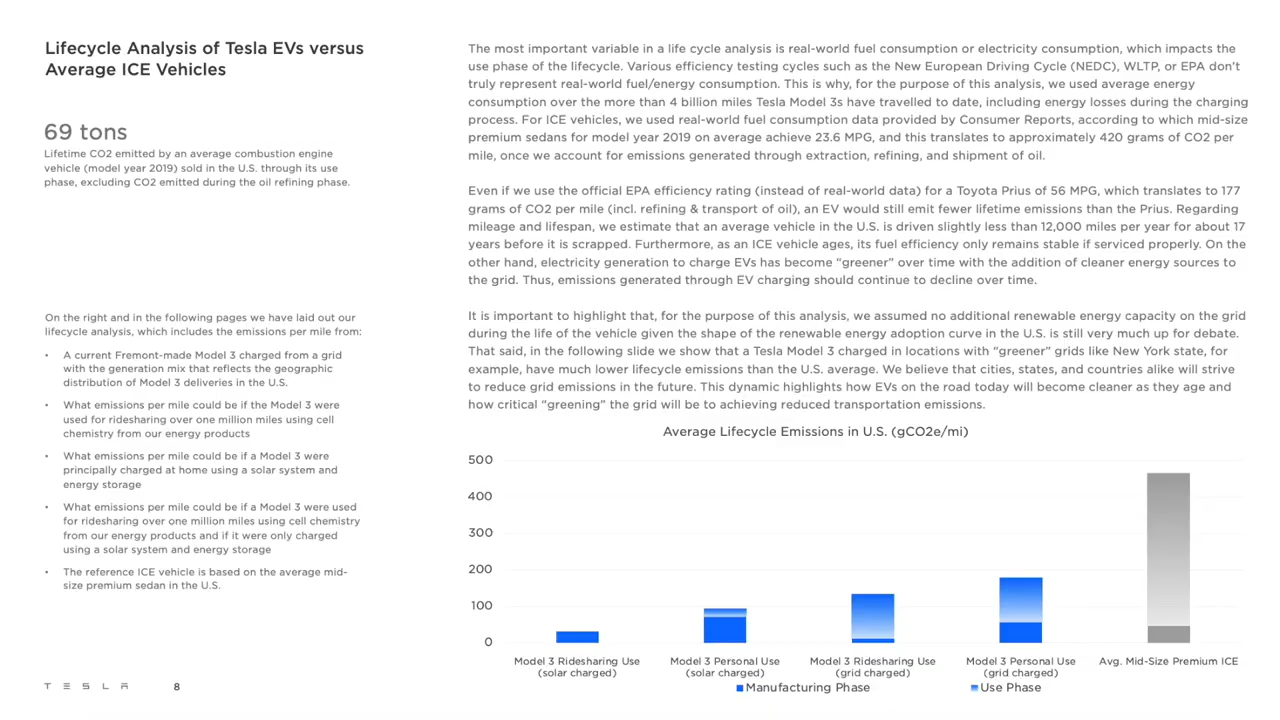 Lifecycle Analysis of Tesla EVs versus
Average ICE Vehicles
69 tons
Lifetime CO2 emitted by an average combustion engine
vehicle (model year 2019) sold in the U.S. through its use
phase, excluding CO2 emitted during the oil refining phase.
On the right and in the following pages we have laid out our
lifecycle analysis, which includes the emissions per mile from:
• A current Fremont-made Model 3 charged from a grid
with the generation mix that reflects the geographic
distribution of Model 3 deliveries in the U.S.
• What emissions per mile could be if the Model 3 were
used for ridesharing over one million miles using cell
chemistry from our energy products
• What emissions per mile could be if a Model 3 were
principally charged at home using a solar system and
energy storage
• What emissions per mile could be if a Model 3 were used
for ridesharing over one million miles using cell chemistry
from our energy products and if it were only charged
using a solar system and energy storage
• The reference ICE vehicle is based on the average mid-
size premium sedan in the U.S.
The most important variable in a life cycle analysis is real-world fuel consumption or electricity consumption, which impacts the
use phase of the lifecycle. Various efficiency testing cycles such as the New European Driving Cycle (NEDC), WLTP, or EPA don't
truly represent real-world fuel/energy consumption. This is why, for the purpose of this analysis, we used average energy
consumption over the more than 4 billion miles Tesla Model 3s have travelled to date, including energy losses during the charging
process. For ICE vehicles, we used real-world fuel consumption data provided by Consumer Reports, according to which mid-size
premium sedans for model year 2019 on average achieve 23.6 MPG, and this translates to approximately 420 grams of CO2 per
mile, once we account for emissions generated through extraction, refining, and shipment of oil.
Even if we use the official EPA efficiency rating (instead of real-world data) for a Toyota Prius of 56 MPG, which translates to 177
grams of CO2 per mile (incl. refining & transport of oil), an EV would still emit fewer lifetime emissions than the Prius. Regarding
mileage and lifespan, we estimate that an average vehicle in the U.S. is driven slightly less than 12,000 miles per year for about 17
years before it is scrapped. Furthermore, as an ICE vehicle ages, its fuel efficiency only remains stable if serviced properly. On the
other hand, electricity generation to charge EVs has become "greener" over time with the addition of cleaner energy sources to
the grid. Thus, emissions generated through EV charging should continue to decline over time.
It is important to highlight that, for the purpose of this analysis, we assumed no additional renewable energy capacity on the grid
during the life of the vehicle given the shape of the renewable energy adoption curve in the U.S. is still very much up for debate.
That said, in the following slide we show that a Tesla Model 3 charged in locations with "greener" grids like New York state, for
example, have much lower lifecycle emissions than the U.S. average. We believe that cities, states, and countries alike will strive
to reduce grid emissions in the future. This dynamic highlights how EVs on the road today will become cleaner as they age and
how critical "greening" the grid will be to achieving reduced transportation emissions.
Average Lifecycle Emissions in U.S. (gCO2e/mi)
500
400
300
200
100
0
Model 3 Ridesharing Use
(solar charged)
Model 3 Personal Use
(solar charged)
Model 3 Ridesharing Use
(grid charged)
Model 3 Personal Use
(grid charged)
Avg. Mid-Size Premium ICE
Manufacturing Phase
Use Phase
TESLA
8